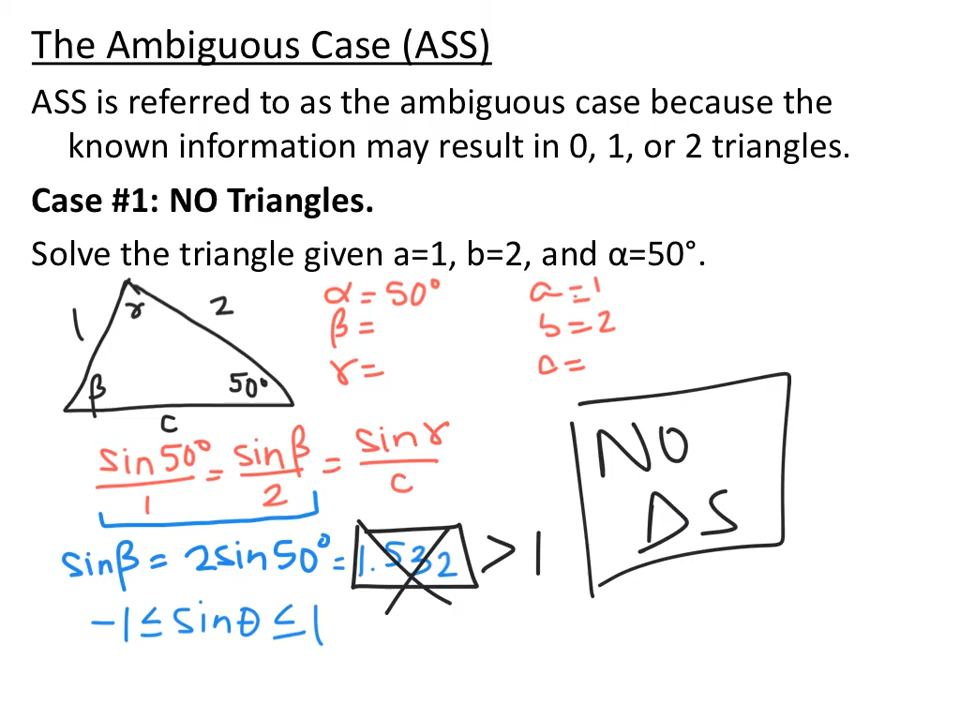 The Ambiguous Case (ASS)
ASS is referred to as the ambiguous case because the
known information may result in 0, 1, or 2 triangles.
Case #1: NO Triangles.
Solve the triangle given a=1, b=2, and α=50°.
1 γ 2
β 50°
c
α = 50° a = 1
β = b = 2
γ = c =
sin 50°/1 = sin β/2 = sin γ/c
sin β = 2 sin 50° = 1.532 > 1
-1 ≤ sin θ ≤ 1
NO
DS